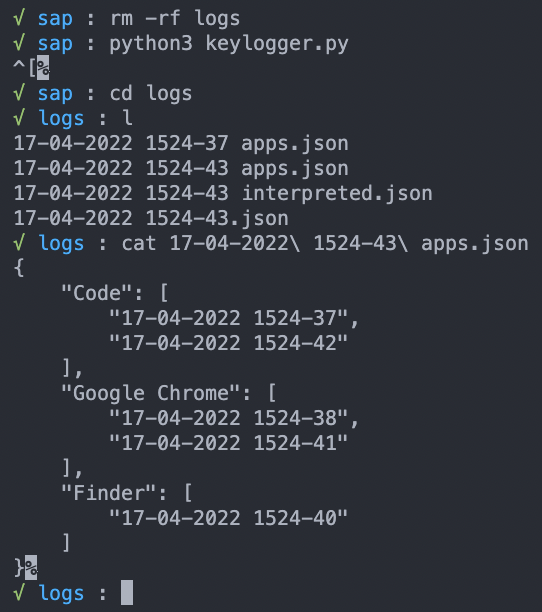 √ sap : rm -rf logs
√ sap : python3 keylogger.py
^[%
√ sap : cd logs
√ logs : l
17-04-2022 1524-37 apps.json
17-04-2022 1524-43 apps.json
17-04-2022 1524-43 interpreted.json
17-04-2022 1524-43.json
√ logs : cat 17-04-2022\ 1524-43\ apps.json
{
    "Code": [
        "17-04-2022 1524-37",
        "17-04-2022 1524-42"
    ],
    "Google Chrome": [
        "17-04-2022 1524-38",
        "17-04-2022 1524-41"
    ],
    "Finder": [
        "17-04-2022 1524-40"
    ]
}%
√ logs :